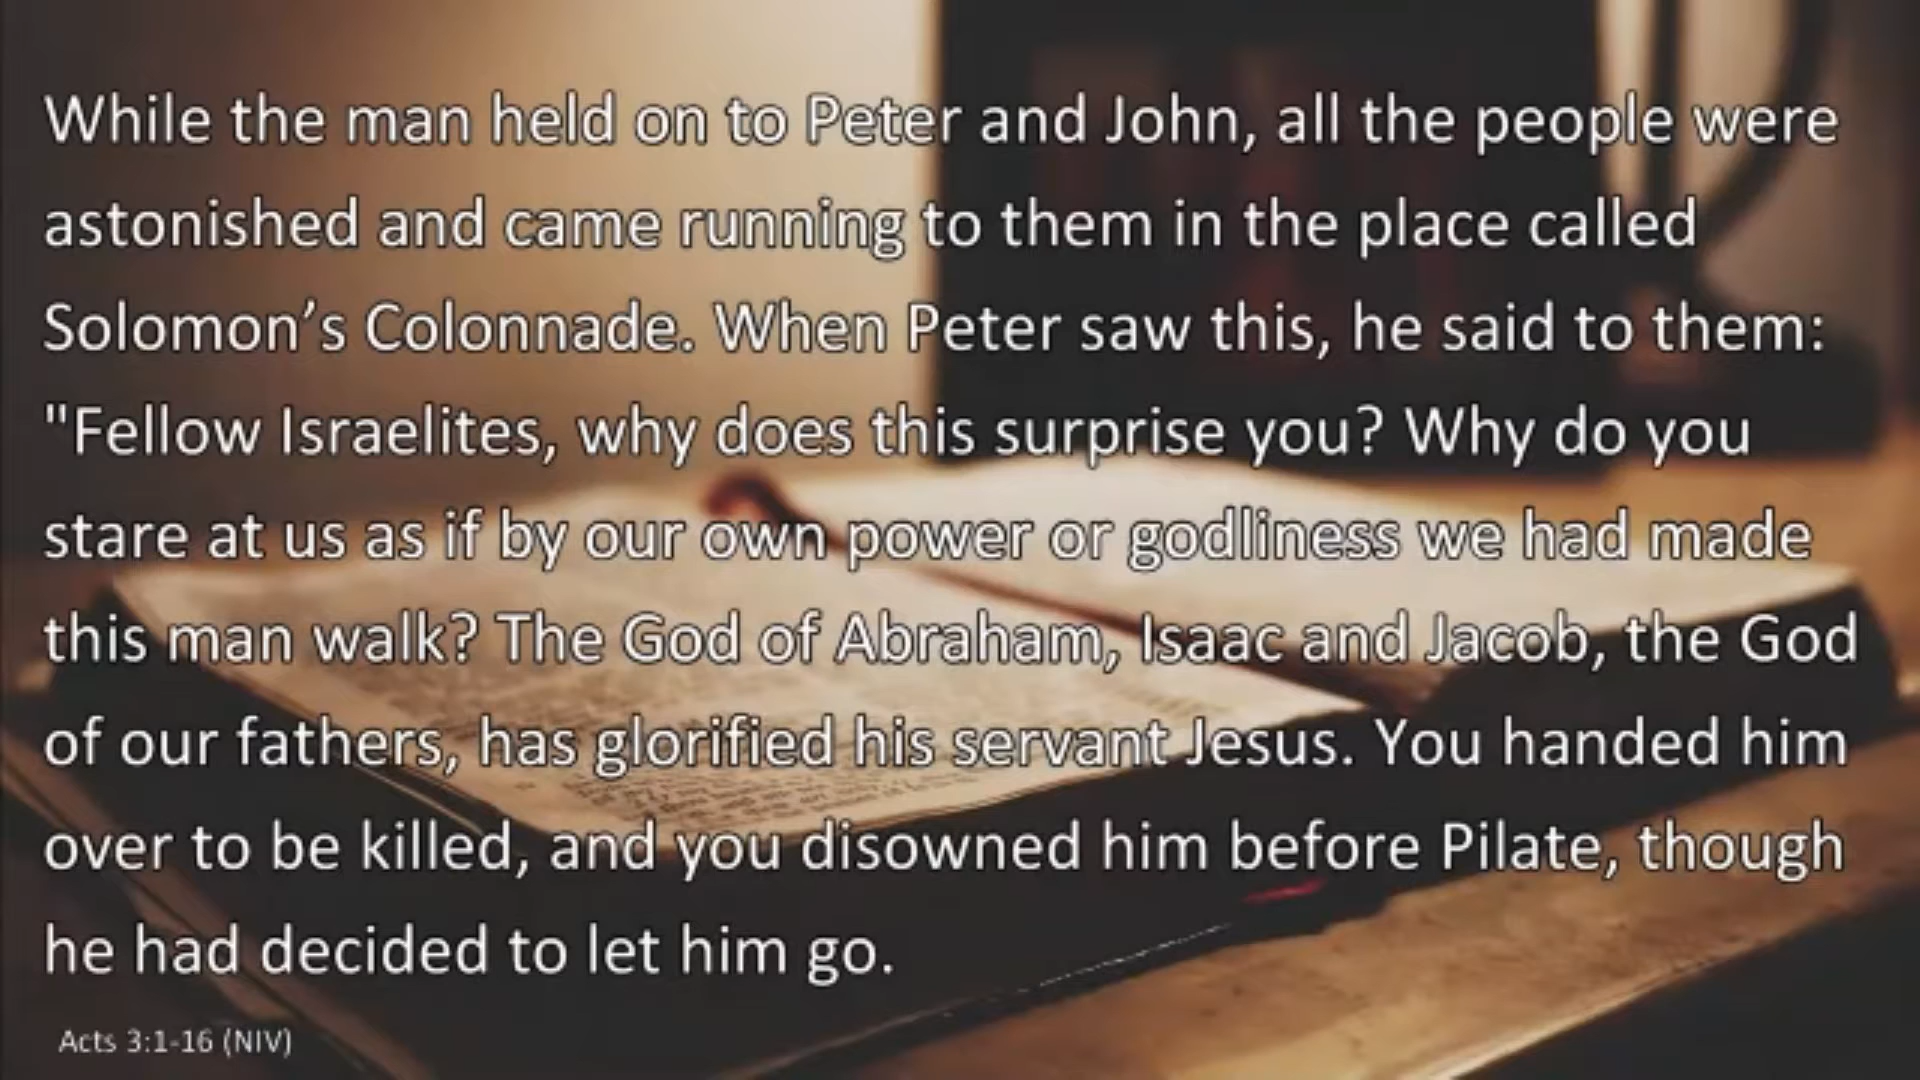 While the man held on to Peter and John, all the people were
astonished and came running to them in the place called
Solomon’s Colonnade. When Peter saw this, he said to them:
"Fellow Israelites, why does this surprise you? Why do you
stare at us as if by our own power or godliness we had made
this man walk? The God of Abraham, Isaac and Jacob, the God
of our fathers, has glorified his servant Jesus. You handed him
over to be killed, and you disowned him before Pilate, though
he had decided to let him go.
Acts 3:1-16 (NIV)